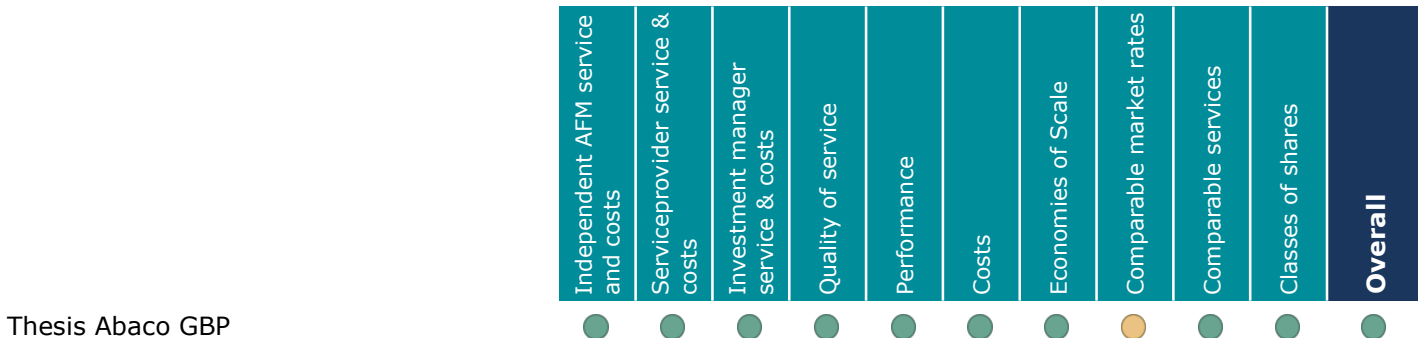 Independent AFM service
and costs
Serviceprovider service &
costs
Investment manager
service & costs
Quality of service
Performance
Costs
Economies of Scale
Comparable market rates
Comparable services
Classes of shares
Overall
Thesis Abaco GBP